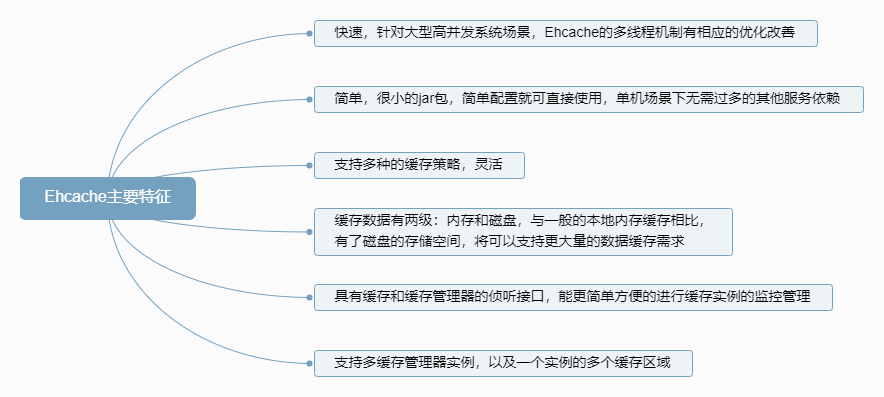 Ehcache主要特征
快速，针对大型高并发系统场景，Ehcache的多线程机制有相应的优化改善
简单，很小的jar包，简单配置就可直接使用，单机场景下无需过多的其他服务依赖
支持多种的缓存策略，灵活
缓存数据有两级：内存和磁盘，与一般的本地内存缓存相比，
有了磁盘的存储空间，将可以支持更大量的数据缓存需求
具有缓存和缓存管理器的侦听接口，能更简单方便的进行缓存实例的监控管理
支持多缓存管理器实例，以及一个实例的多个缓存区域